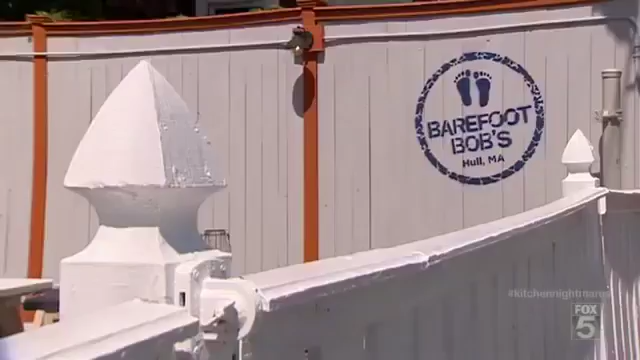 BAREFOOT
BOB'S
Hull, MA
#kitchennightmares
FOX
5